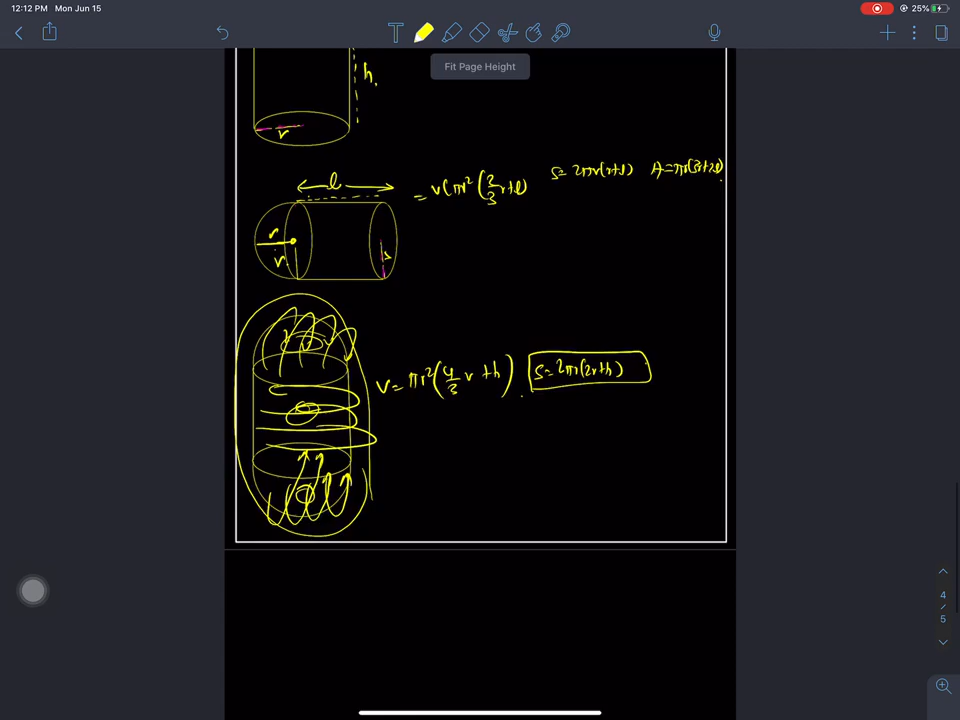 12:12 PM Mon Jun 15
25%
T
Fit Page Height
h.
r
l
= V(πr²(2/3r+l)
S=2πr(r+l)
A=πr(3r+2l)
r
r.
V= πr²(4/3 r +h).
S=2πr(2r+h)
4
/
5